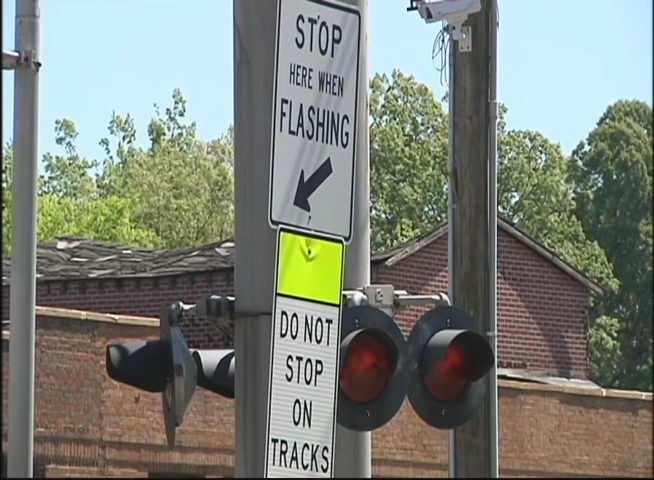 STOP
HERE WHEN
FLASHING
DO NOT
STOP
ON
TRACKS